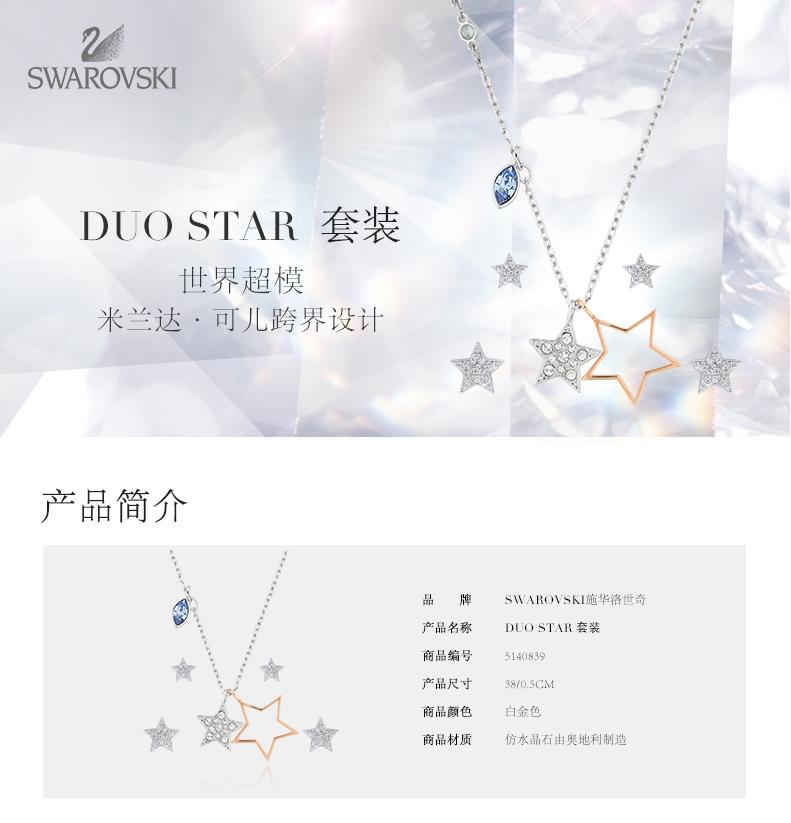 SWAROVSKI
DUO STAR 套装
世界超模
米兰达·可儿跨界设计
产品简介
品 牌 SWAROVSKI施华洛世奇
产品名称 DUO STAR 套装
商品编号 5140839
产品尺寸 38/0.5CM
商品颜色 白金色
商品材质 仿水晶石由奥地利制造